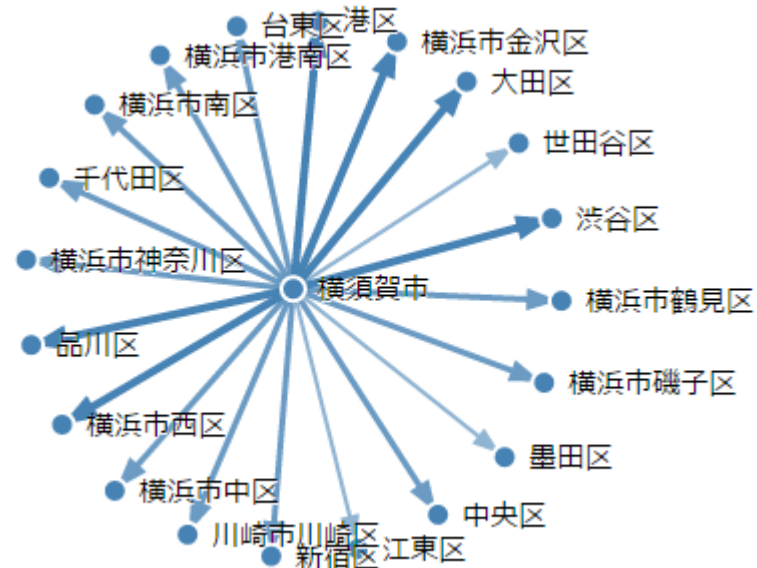 台東区
港区
横浜市金沢区
横浜市港南区
大田区
横浜市南区
世田谷区
千代田区
渋谷区
横浜市神奈川区
横須賀市
横浜市鶴見区
品川区
横浜市磯子区
横浜市西区
墨田区
横浜市中区
中央区
川崎市川崎区
新宿区
江東区